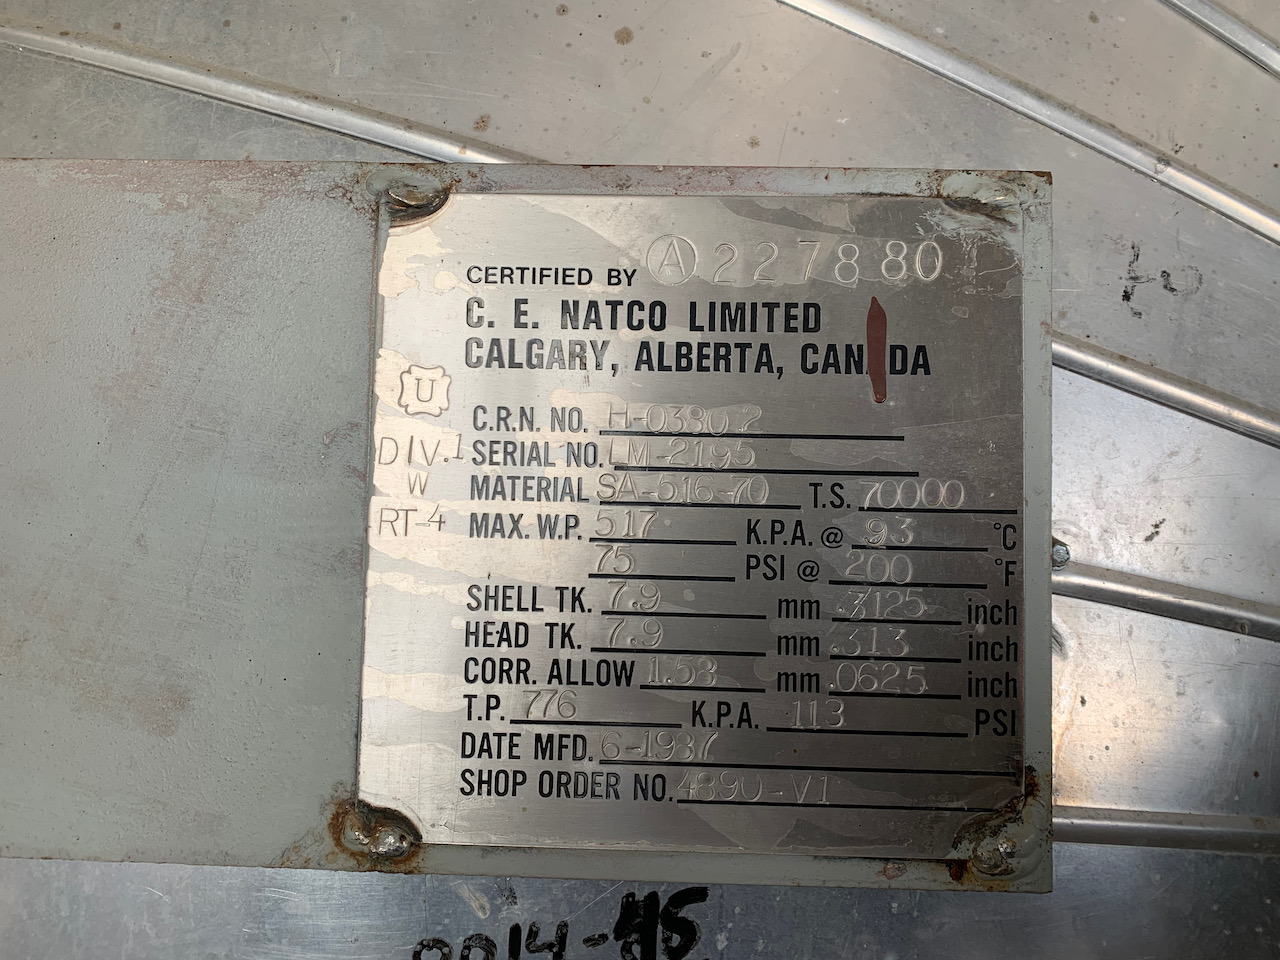 CERTIFIED BY Ⓐ 227880
C. E. NATCO LIMITED
CALGARY, ALBERTA, CANADA
U
C.R.N. NO. H-0380.2
DIV.1 SERIAL NO. LM-2195
W MATERIAL SA-516-70 T.S. 70000
RT-4 MAX. W.P. 517 K.P.A. @ 93 °C
75 PSI @ 200 °F
SHELL TK. 7.9 mm .3125 inch
HEAD TK. 7.9 mm .313 inch
CORR. ALLOW 1.58 mm .0625 inch
T.P. 776 K.P.A. 113 PSI
DATE MFD. 6-1987
SHOP ORDER NO. 4890-V1